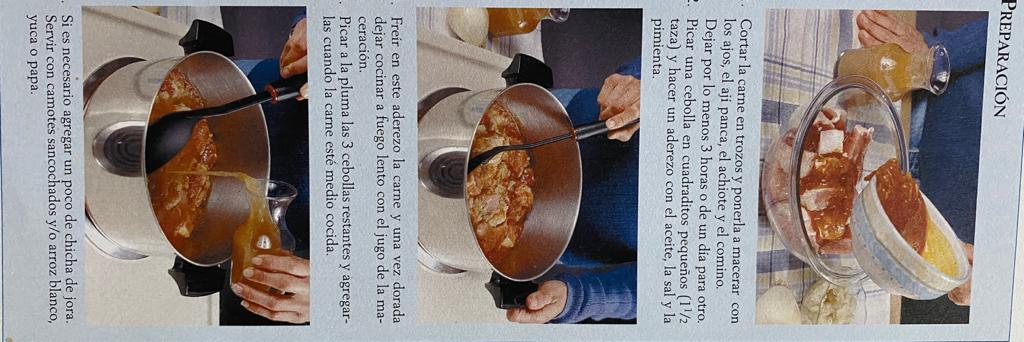 PREPARACIÓN
Cortar la carne en trozos y ponerla a macerar con
los ajos, el ají panca, el achiote y el comino.
Dejar por lo menos 3 horas o de un día para otro.
Picar una cebolla en cuadraditos pequeños (1 1/2
taza) y hacer un aderezo con el aceite, la sal y la
pimienta.
Freír en este aderezo la carne y una vez dorada
dejar cocinar a fuego lento con el jugo de la ma-
ceración.
Picar a la pluma las 3 cebollas restantes y agregar-
las cuando la carne esté medio cocida.
Si es necesario agregar un poco de chicha de jora.
Servir con camotes sancochados y/o arroz blanco,
yuca o papa.